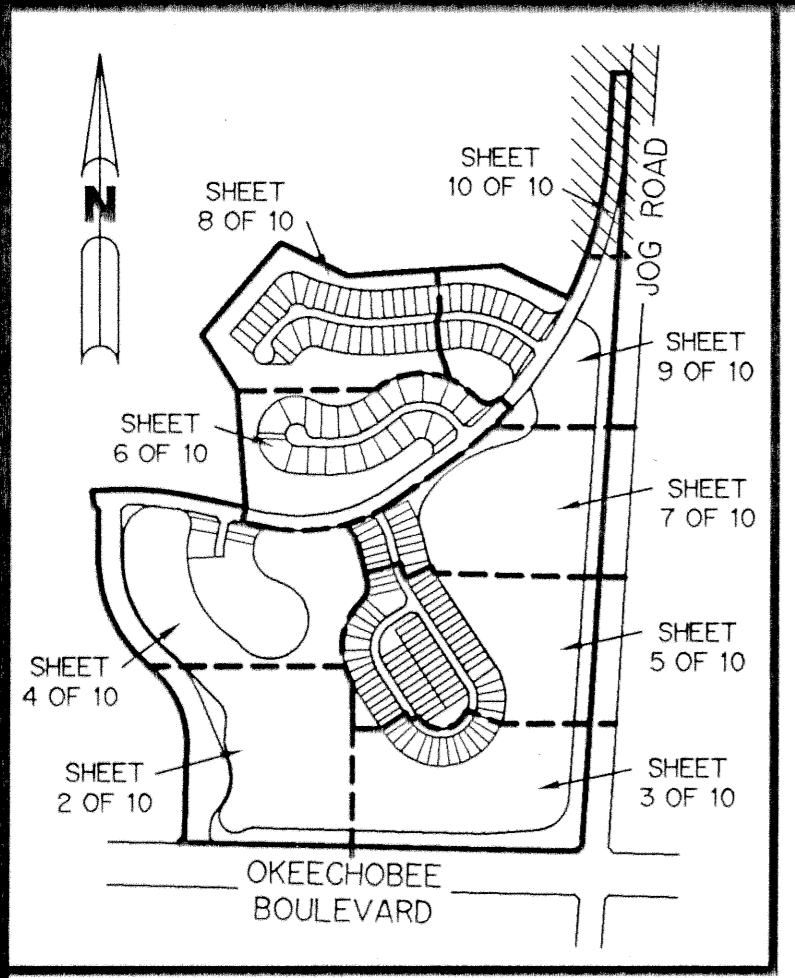 SHEET
10 OF 10
JOG ROAD
SHEET
8 OF 10
N
SHEET
9 OF 10
SHEET
6 OF 10
SHEET
7 OF 10
SHEET
5 OF 10
SHEET
4 OF 10
SHEET
2 OF 10
SHEET
3 OF 10
OKEECHOBEE
BOULEVARD